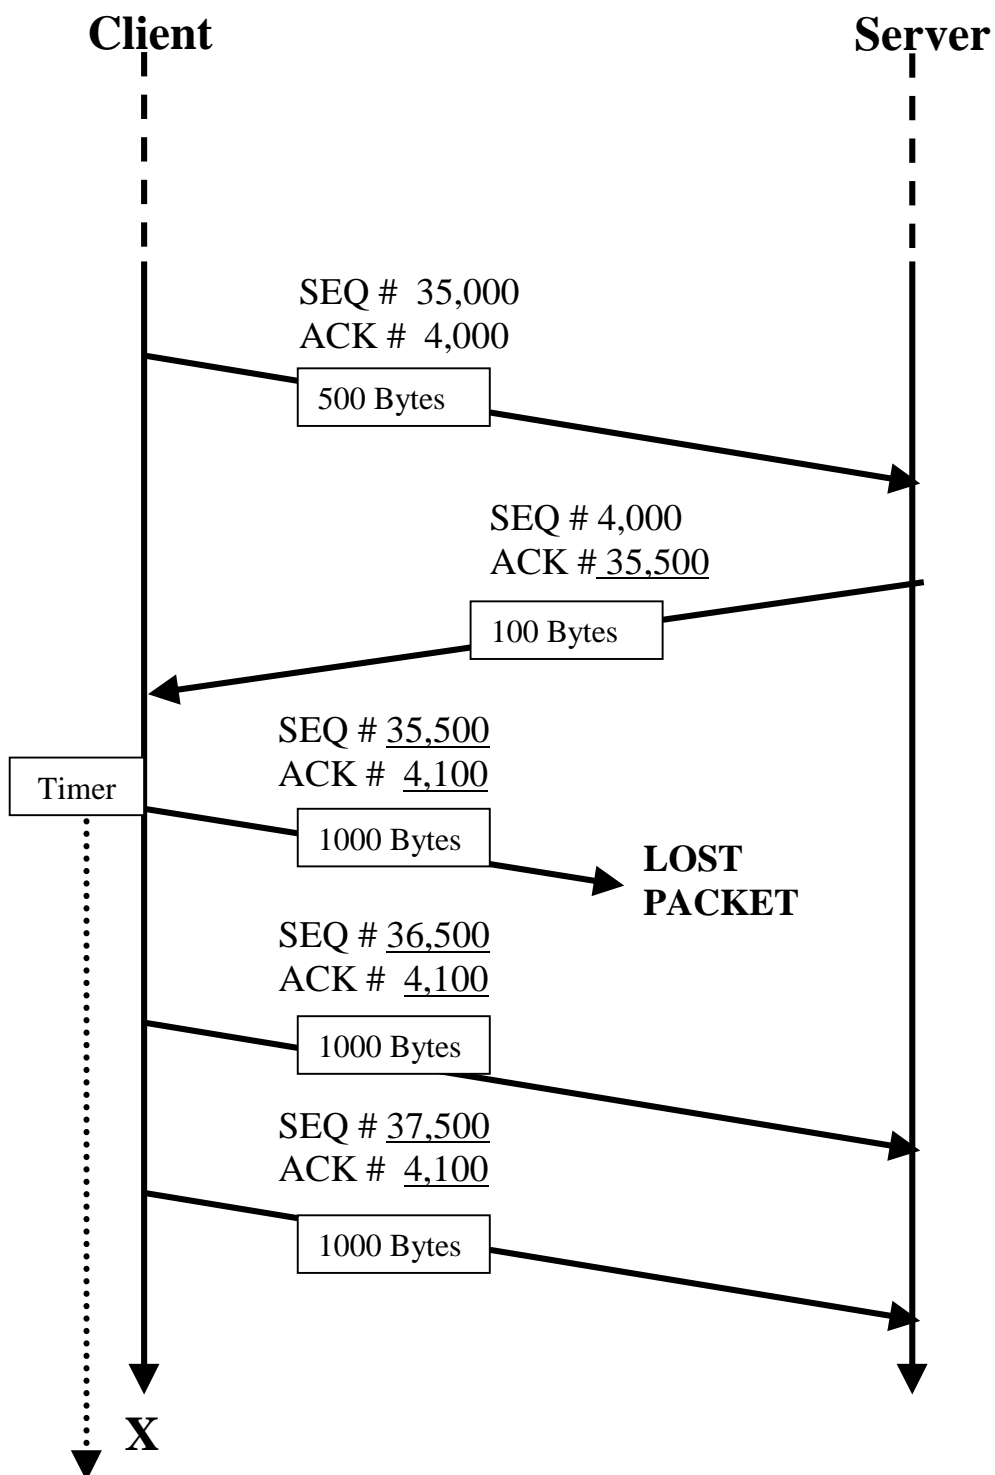 Client
Server
SEQ # 35,000
ACK # 4,000
500 Bytes
SEQ # 4,000
ACK # 35,500
100 Bytes
SEQ # 35,500
ACK # 4,100
Timer
1000 Bytes
LOST
PACKET
SEQ # 36,500
ACK # 4,100
1000 Bytes
SEQ # 37,500
ACK # 4,100
1000 Bytes
X